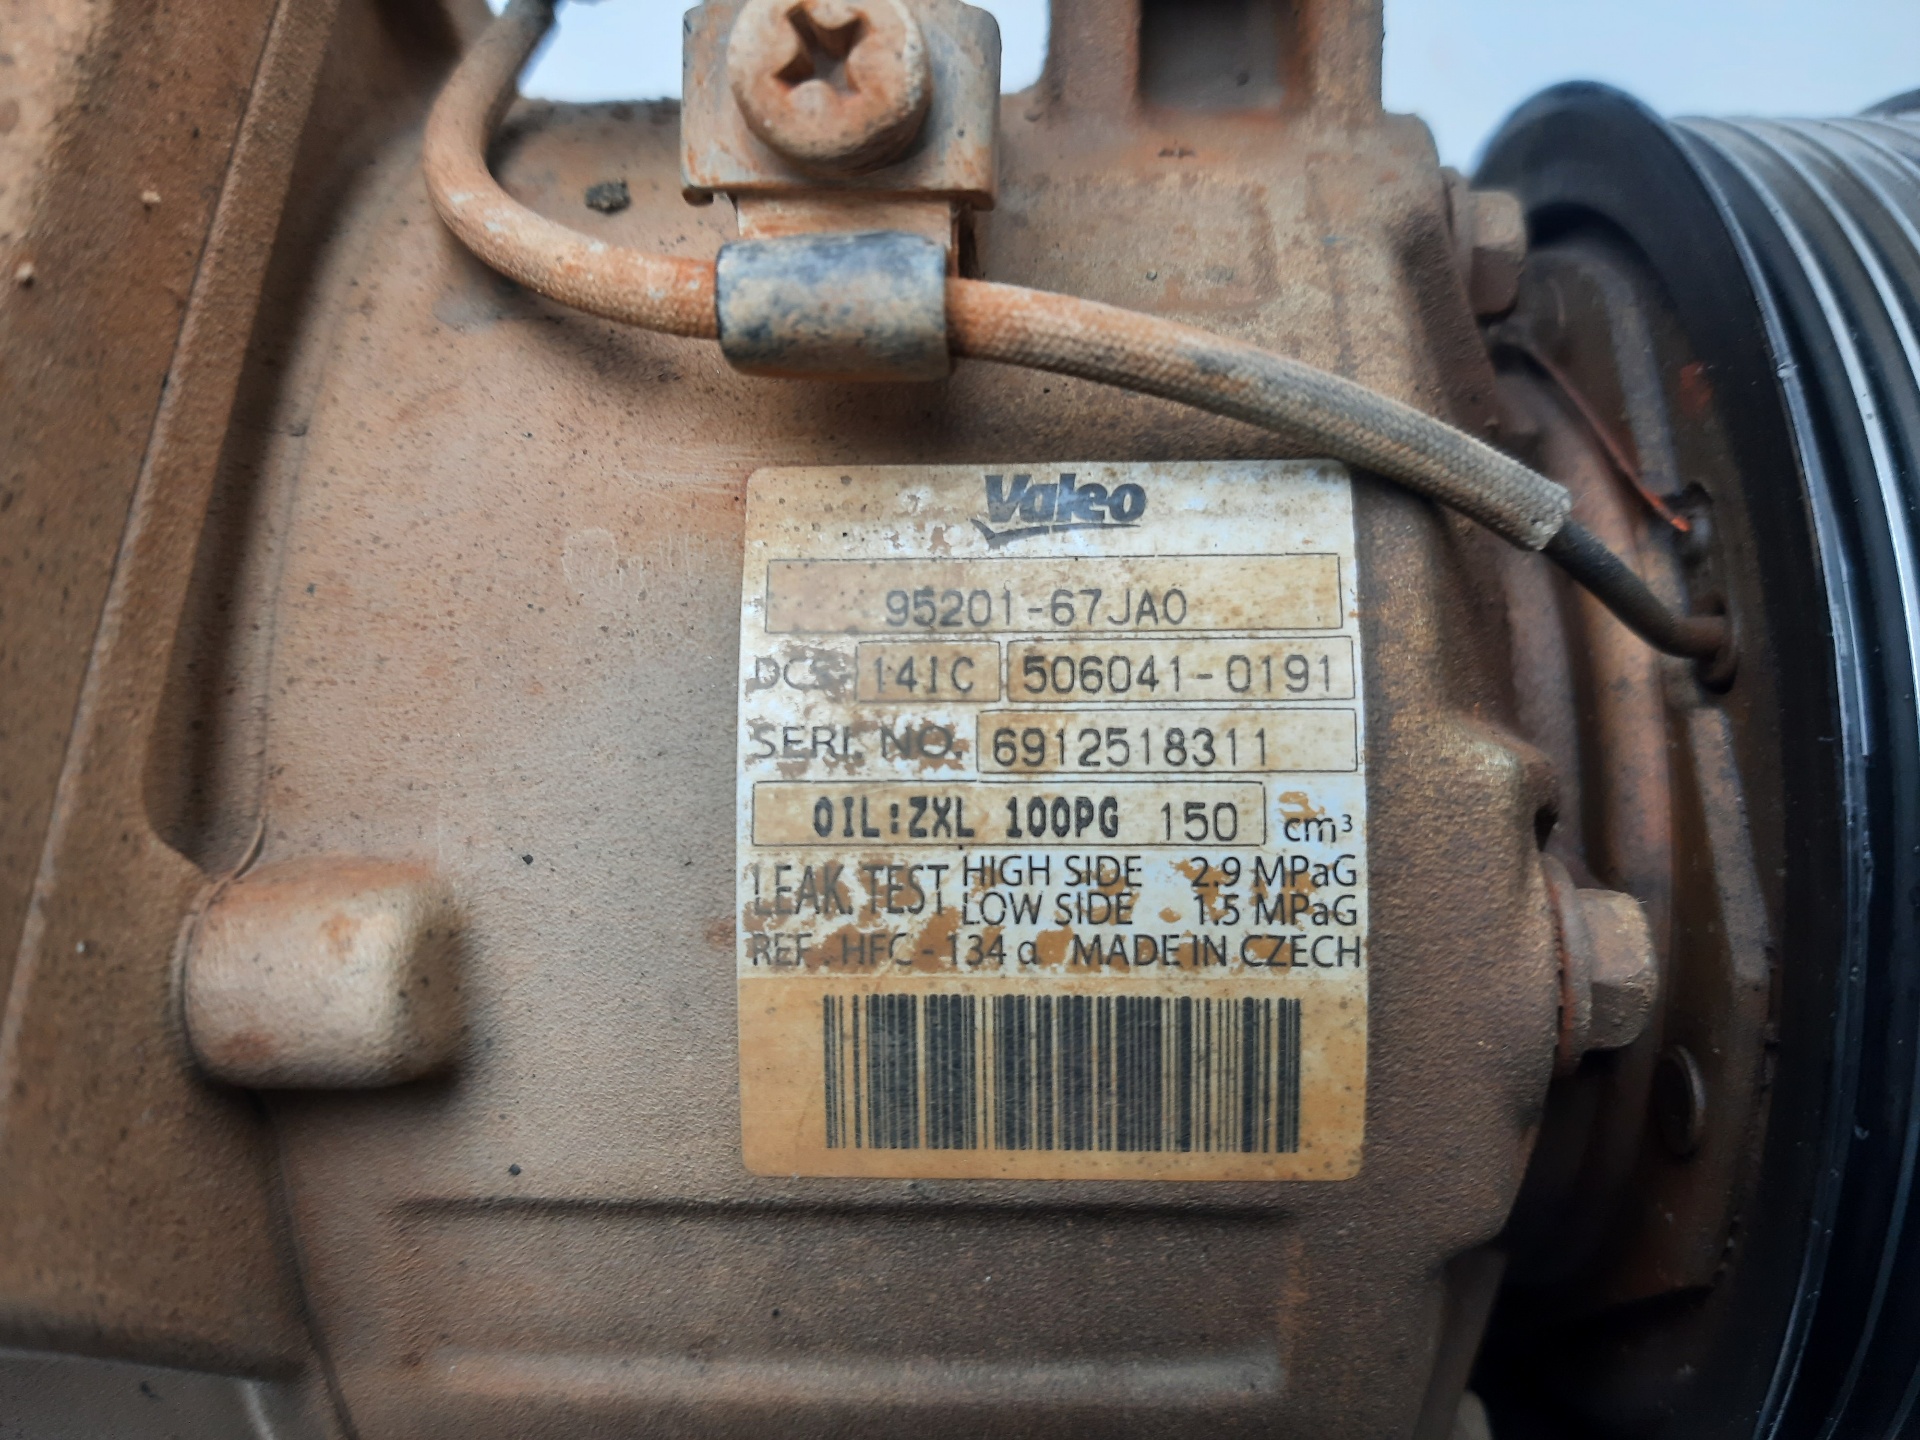 Valeo
95201-67JA0
DCS- 141C 506041-0191
SERI. NO. 6912518311
OIL:ZXL 100PG 150 cm³
LEAK. TEST HIGH SIDE 2.9 MPaG
LOW SIDE 1.5 MPaG
REF. HFC-134a MADE IN CZECH